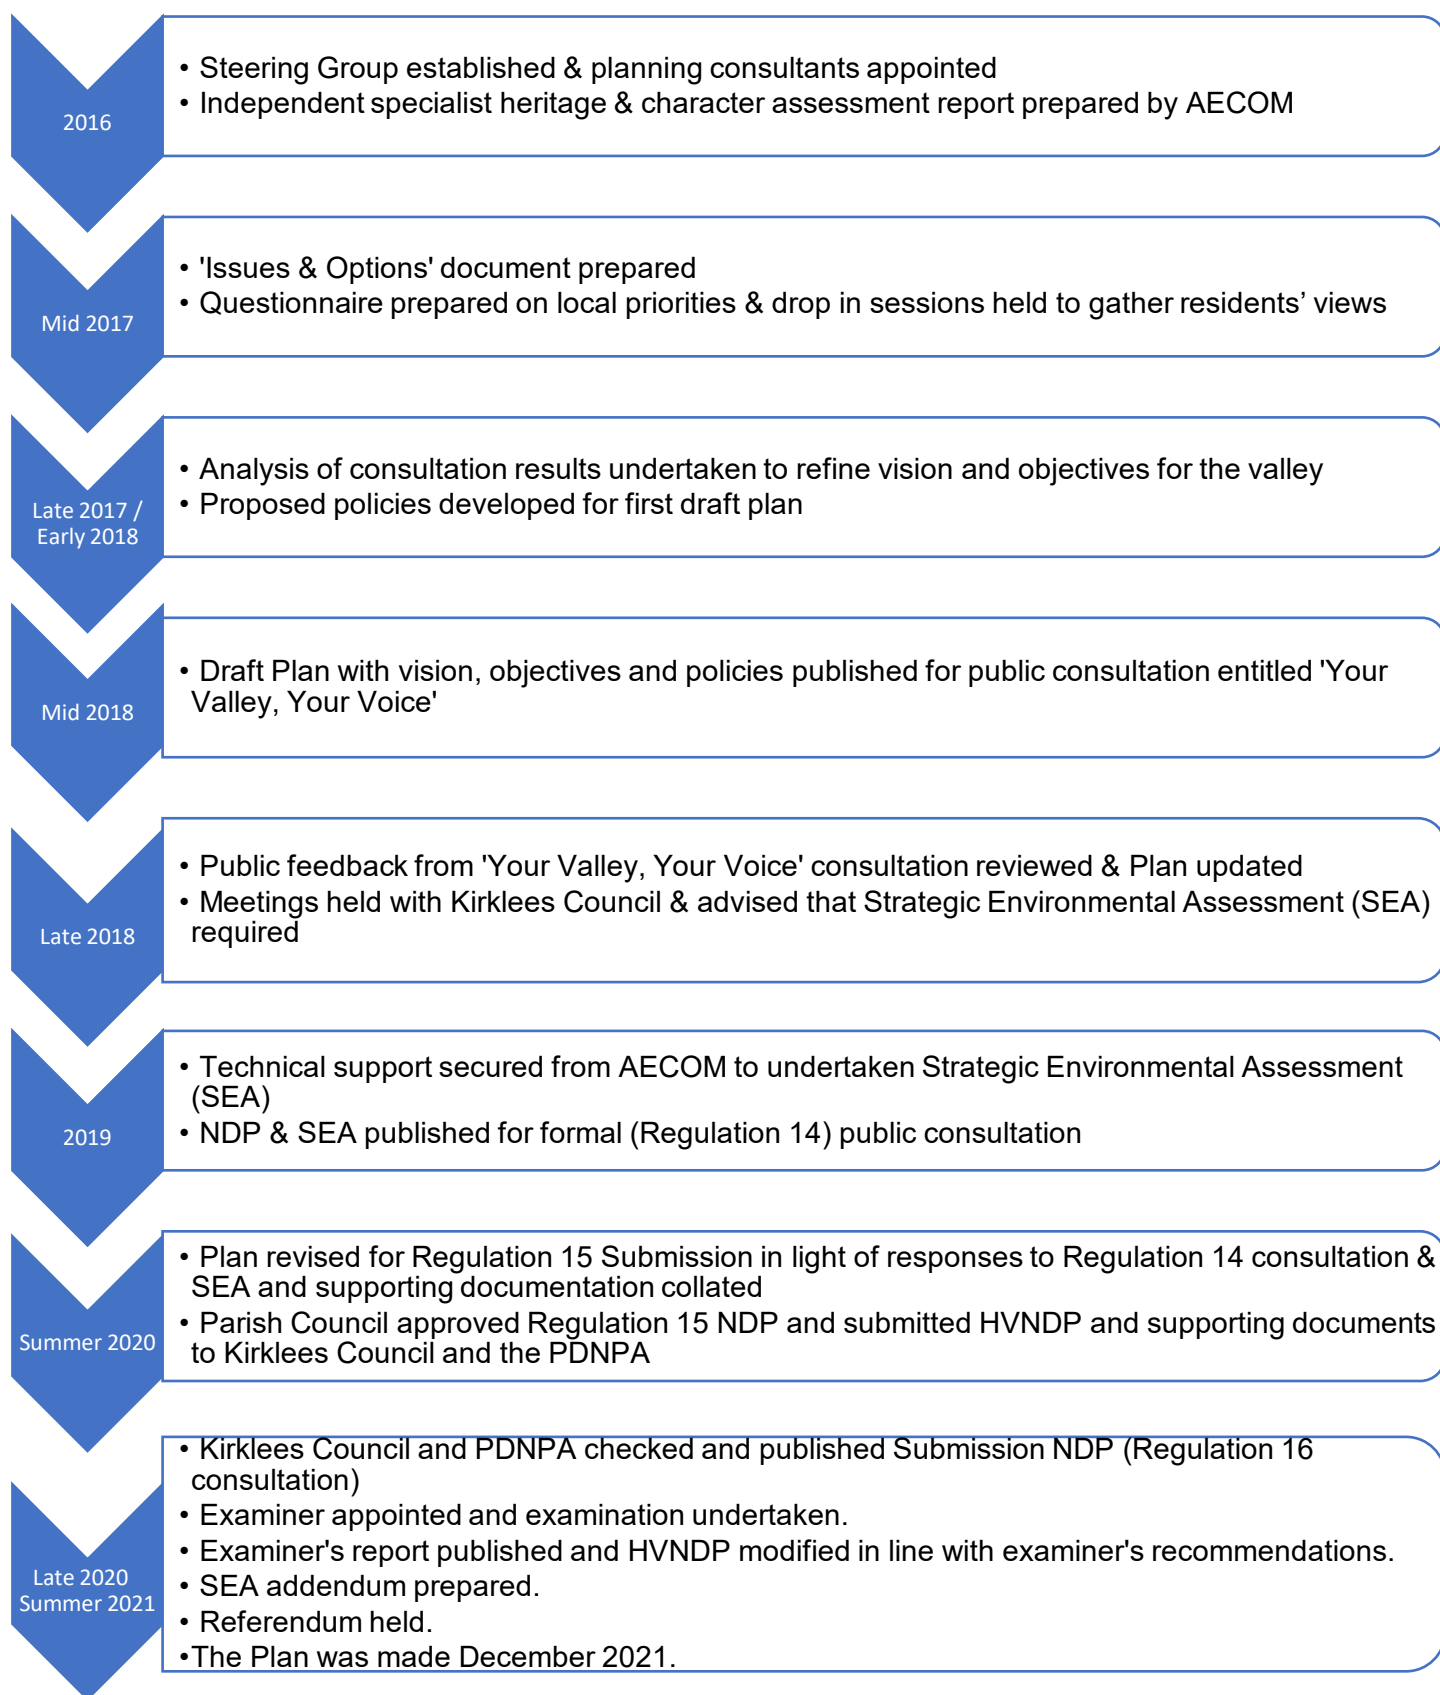 2016
• Steering Group established & planning consultants appointed
• Independent specialist heritage & character assessment report prepared by AECOM
Mid 2017
• 'Issues & Options' document prepared
• Questionnaire prepared on local priorities & drop in sessions held to gather residents’ views
Late 2017 /
Early 2018
• Analysis of consultation results undertaken to refine vision and objectives for the valley
• Proposed policies developed for first draft plan
Mid 2018
• Draft Plan with vision, objectives and policies published for public consultation entitled 'Your
Valley, Your Voice'
Late 2018
• Public feedback from 'Your Valley, Your Voice' consultation reviewed & Plan updated
• Meetings held with Kirklees Council & advised that Strategic Environmental Assessment (SEA)
required
2019
• Technical support secured from AECOM to undertaken Strategic Environmental Assessment
(SEA)
• NDP & SEA published for formal (Regulation 14) public consultation
Summer 2020
• Plan revised for Regulation 15 Submission in light of responses to Regulation 14 consultation &
SEA and supporting documentation collated
• Parish Council approved Regulation 15 NDP and submitted HVNDP and supporting documents
to Kirklees Council and the PDNPA
Late 2020
Summer 2021
• Kirklees Council and PDNPA checked and published Submission NDP (Regulation 16
consultation)
• Examiner appointed and examination undertaken.
• Examiner's report published and HVNDP modified in line with examiner's recommendations.
• SEA addendum prepared.
• Referendum held.
•The Plan was made December 2021.